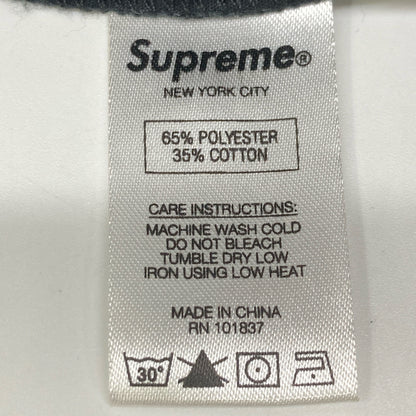 Supreme®
NEW YORK CITY
65% POLYESTER
35% COTTON
CARE INSTRUCTIONS:
MACHINE WASH COLD
DO NOT BLEACH
TUMBLE DRY LOW
IRON USING LOW HEAT
MADE IN CHINA
RN 101837
30°